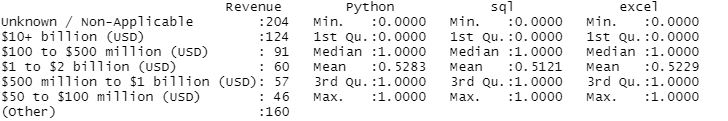 Revenue Python sql excel
Unknown / Non-Applicable :204 Min. :0.0000 Min. :0.0000 Min. :0.0000
$10+ billion (USD) :124 1st Qu.:0.0000 1st Qu.:0.0000 1st Qu.:0.0000
$100 to $500 million (USD) : 91 Median :1.0000 Median :1.0000 Median :1.0000
$1 to $2 billion (USD) : 60 Mean :0.5283 Mean :0.5121 Mean :0.5229
$500 million to $1 billion (USD): 57 3rd Qu.:1.0000 3rd Qu.:1.0000 3rd Qu.:1.0000
$50 to $100 million (USD) : 46 Max. :1.0000 Max. :1.0000 Max. :1.0000
(Other) :160